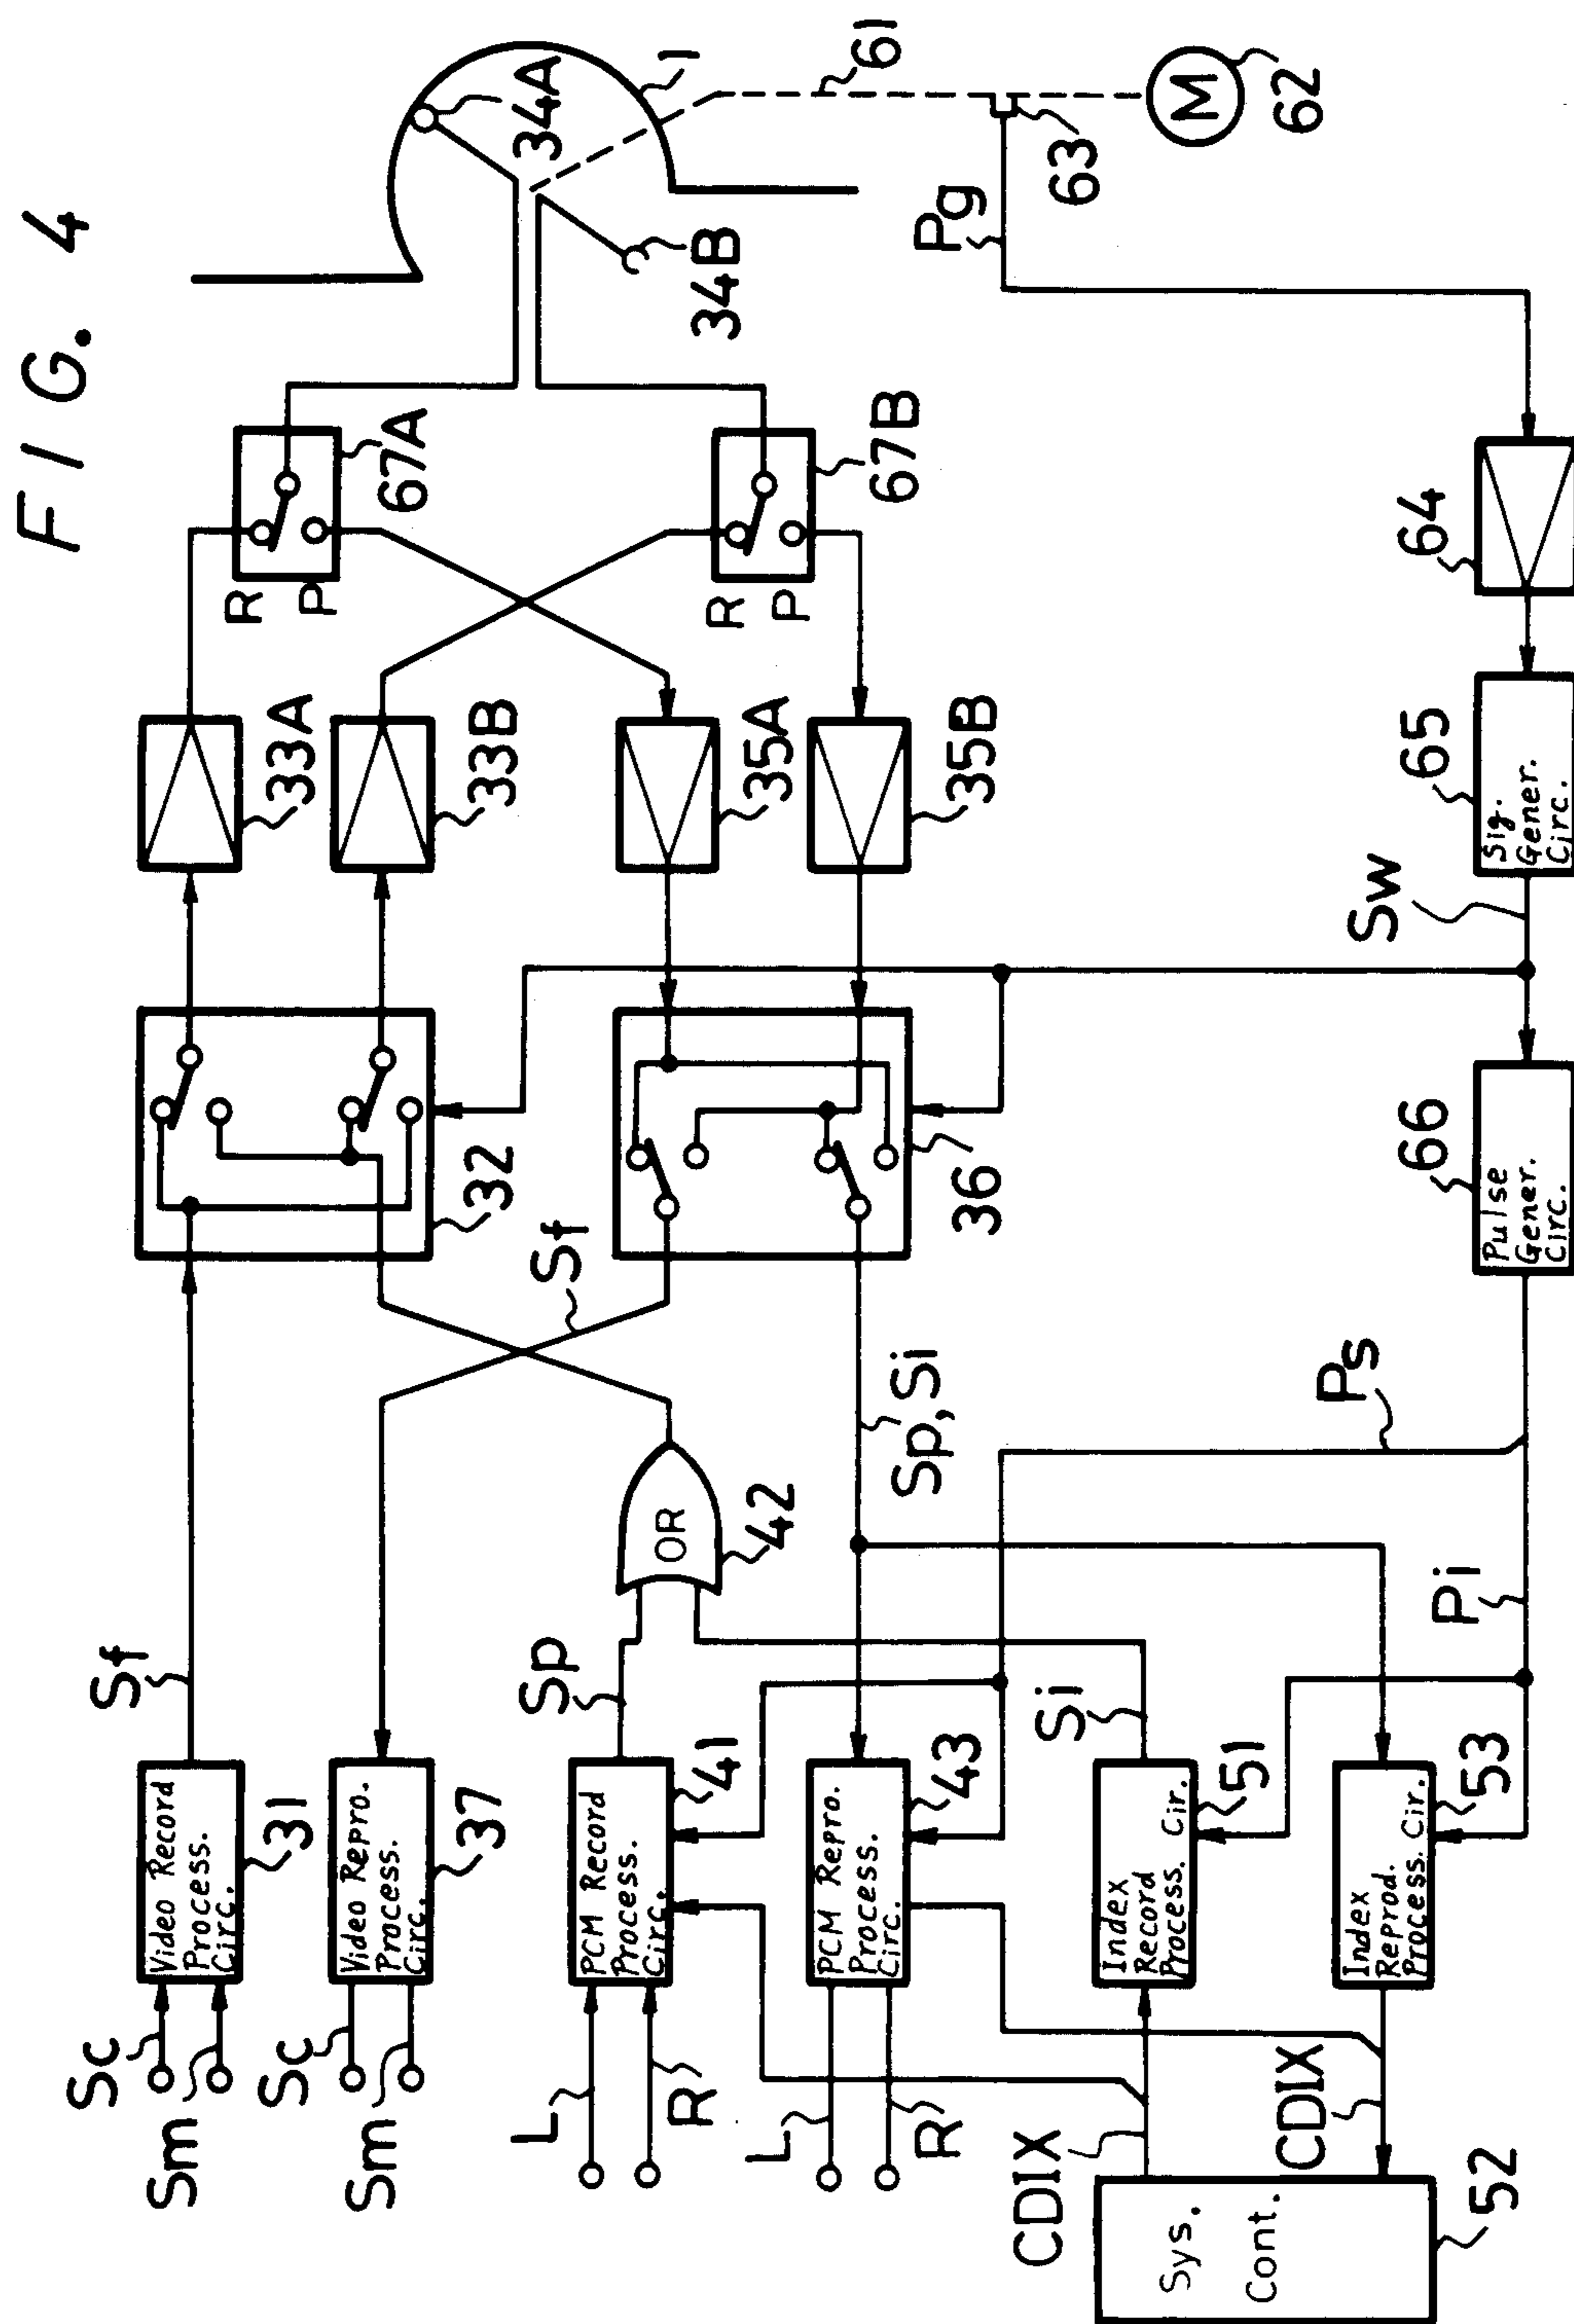 FIG. 4
Sc
Sm
Video Record
Process.
Circ.
31
Sf
32
33A
R
P
67A
34A
1
Sc
Sm
Video Repro.
Process.
Circ.
37
Sf
33B
34B
61
L
R
PCM Record
Process.
Circ.
41
Sp
OR
42
36
35A
R
P
67B
Pg
63
M
62
L
R
PCM Repro.
Process.
Circ.
43
Sp, Si
35B
CDIX
Index
Record
Process. Cir.
51
Si
Ps
Sys.
Cont.
52
CDIX
Index
Reprod.
Process. Cir.
53
Pi
Pulse
Gener.
Circ.
66
Sw
Sig.
Gener.
Circ.
65
64